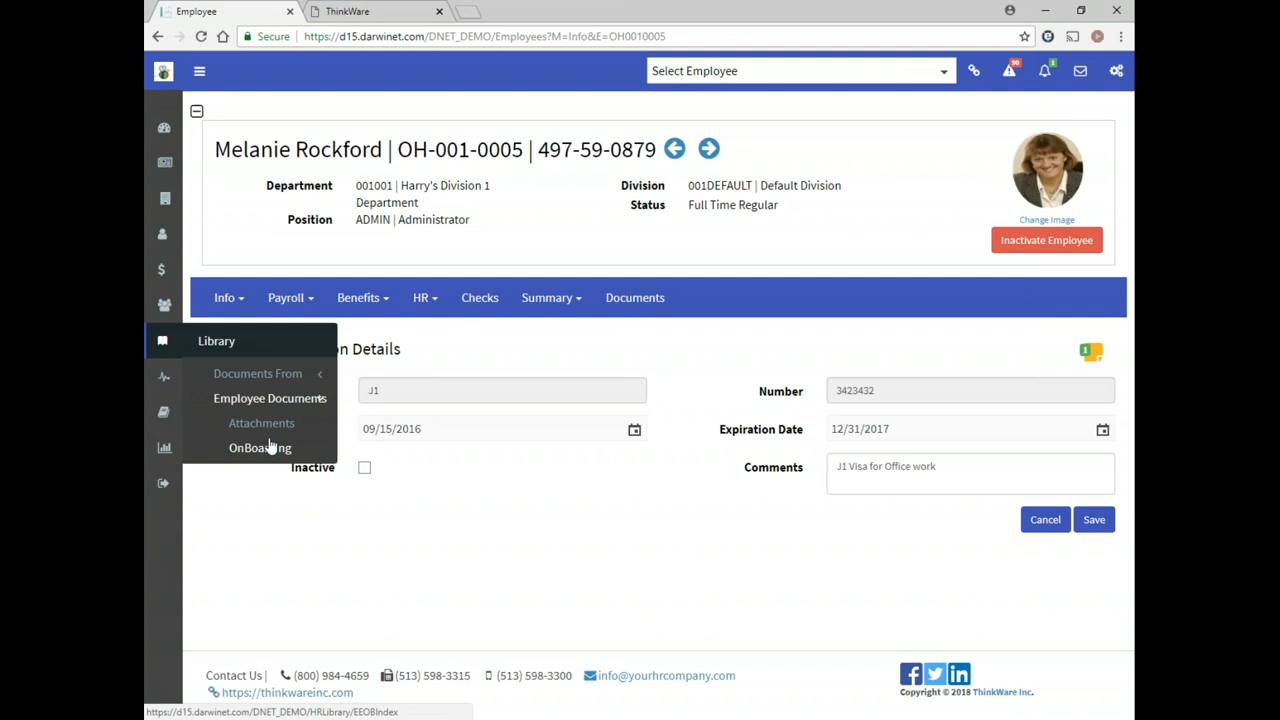 Employee
ThinkWare
Secure | https://d15.darwinet.com/DNET_DEMO/Employees?M=Info&E=OH0010005
Select Employee
90
1
Melanie Rockford | OH-001-0005 | 497-59-0879
Department 001001 | Harry's Division 1 Department
Position ADMIN | Administrator
Division 001DEFAULT | Default Division
Status Full Time Regular
Change Image
Inactivate Employee
Info Payroll Benefits HR Checks Summary Documents
Library
Documents From
Employee Documents
Attachments
OnBoarding
on Details
1
J1
Number 3423432
09/15/2016
Expiration Date 12/31/2017
Inactive
Comments J1 Visa for Office work
Cancel Save
Contact Us | (800) 984-4659 (513) 598-3315 (513) 598-3300 info@yourhrcompany.com
https://thinkwareinc.com
Copyright © 2018 ThinkWare Inc.
https://d15.darwinet.com/DNET_DEMO/HRLibrary/EEOBIndex